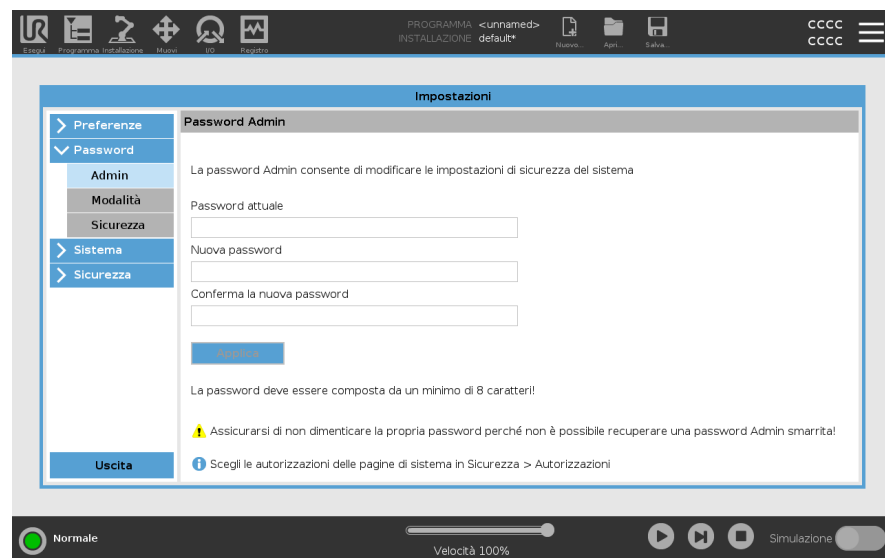 UR
Esegui
Programma
Installazione
Muovi
I/O
Registro
PROGRAMMA <unnamed>
INSTALLAZIONE default*
Nuovo...
Apri...
Salva...
CCCC
CCCC
Impostazioni
Preferenze
Password
Admin
Modalità
Sicurezza
Sistema
Sicurezza
Uscita
Password Admin
La password Admin consente di modificare le impostazioni di sicurezza del sistema
Password attuale
Nuova password
Conferma la nuova password
Applica
La password deve essere composta da un minimo di 8 caratteri!
Assicurarsi di non dimenticare la propria password perché non è possibile recuperare una password Admin smarrita!
Scegli le autorizzazioni delle pagine di sistema in Sicurezza > Autorizzazioni
Normale
Velocità 100%
Simulazione